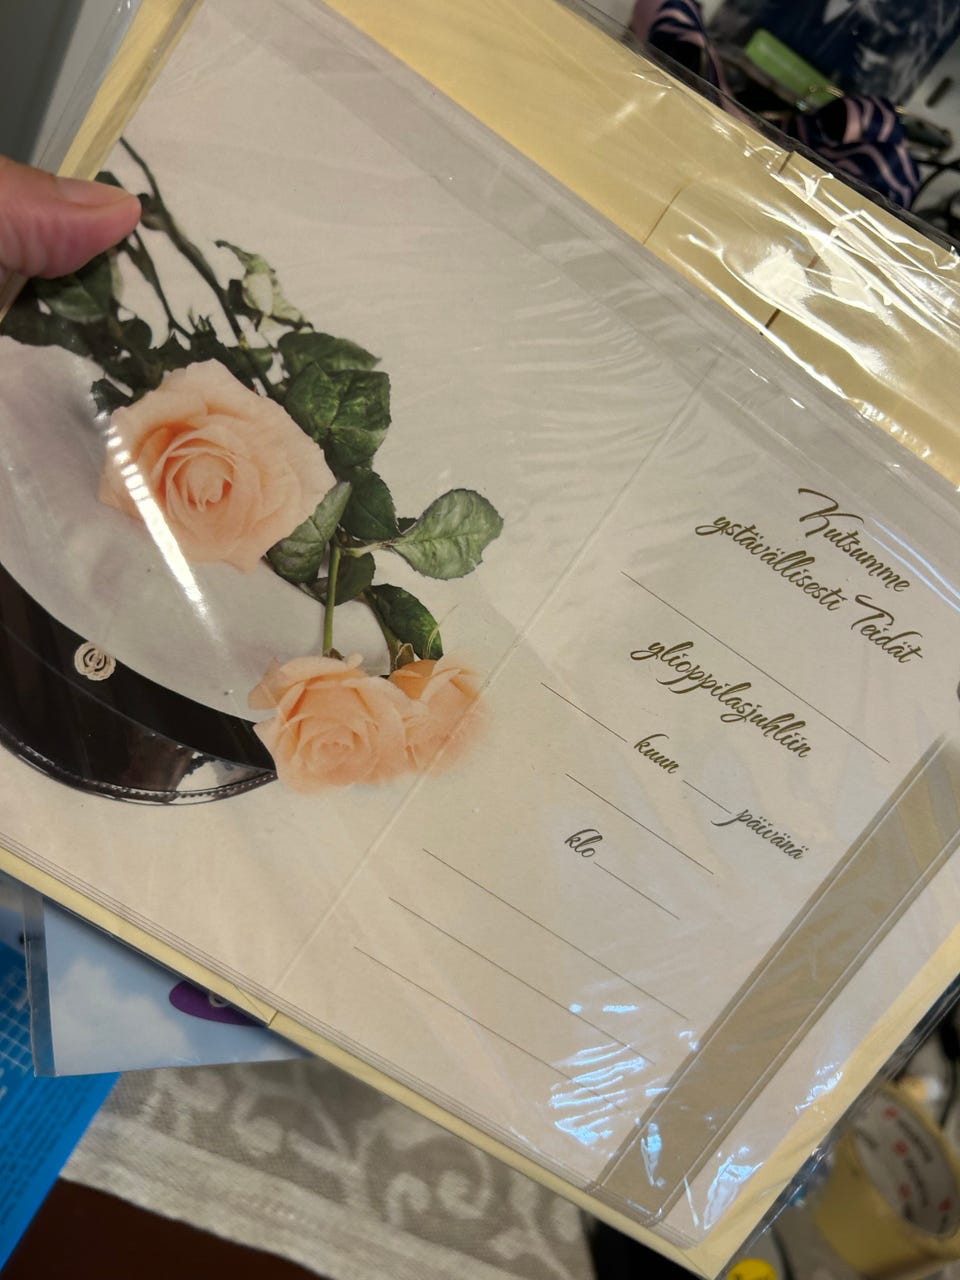 Kutsumme
ystävällisesti Teidät
ylioppilasjuhliin
kuun päivänä
klo